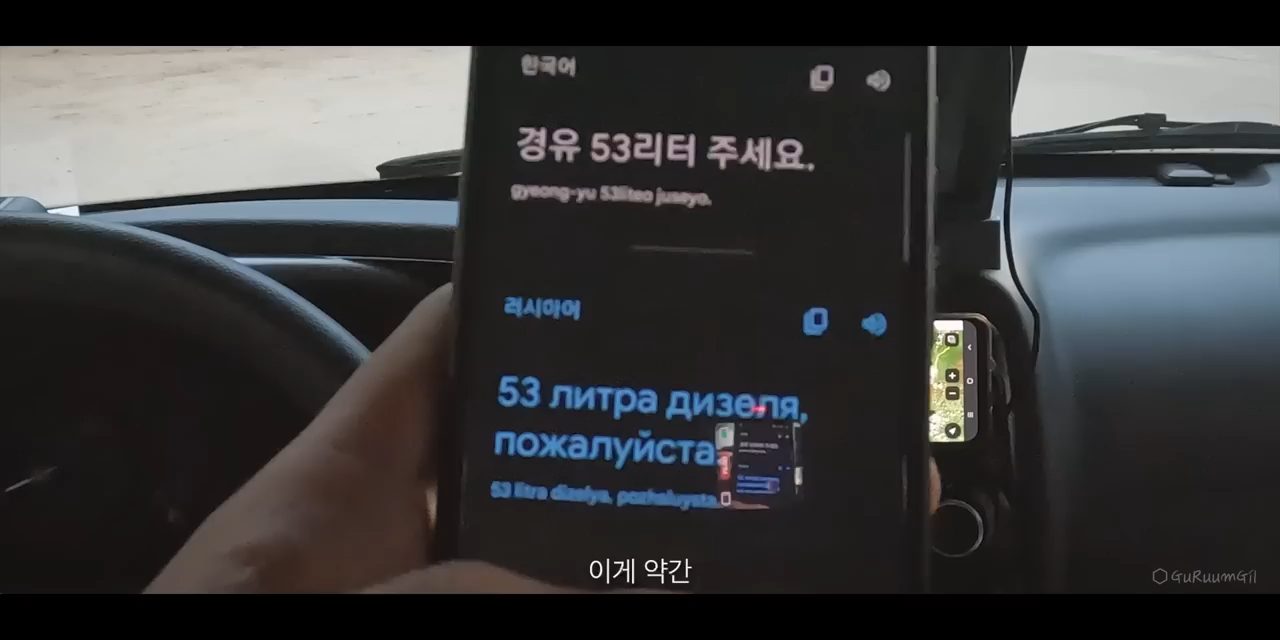 한국어
경유 53리터 주세요.
gyeong-yu 53liteo juseyo.
러시아어
53 литра дизеля,
пожалуйста
53 litra dizelya, pozhaluysta
이게 약간
GuRuumGil